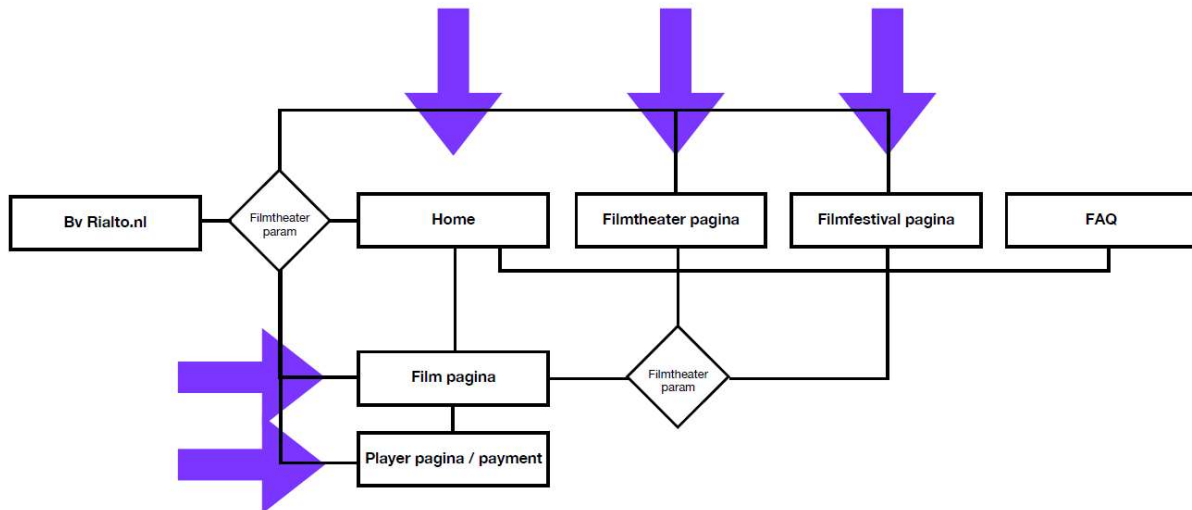 Bv Rialto.nl
Filmtheater
param
Home
Filmtheater pagina
Filmfestival pagina
FAQ
Film pagina
Filmtheater
param
Player pagina / payment